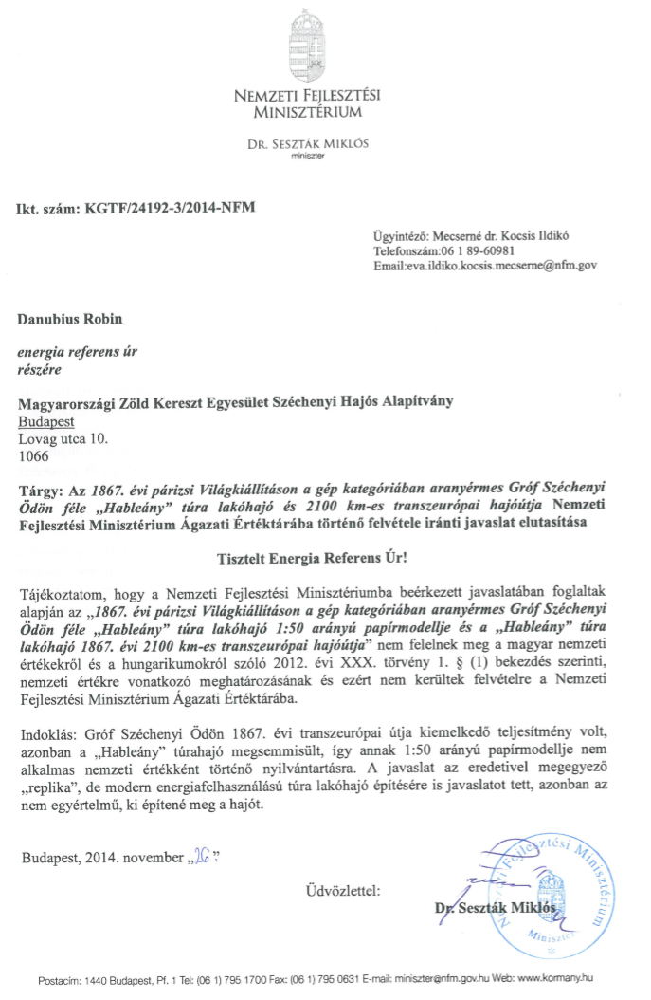 NEMZETI FEJLESZTÉSI
MINISZTÉRIUM
DR. SESZTÁK MIKLÓS
miniszter
Ikt. szám: KGTF/24192-3/2014-NFM
Ügyintéző: Mecserné dr. Kocsis Ildikó
Telefonszám:06 1 89-60981
Email:eva.ildiko.kocsis.mecserne@nfm.gov
Danubius Robin
energia referens úr
részére
Magyarországi Zöld Kereszt Egyesület Széchenyi Hajós Alapítvány
Budapest
Lovag utca 10.
1066
Tárgy: Az 1867. évi párizsi Világkiállításon a gép kategóriában aranyérmes Gróf Széchenyi
Ödön féle „Hableány” túra lakóhajó és 2100 km-es transzeurópai hajóútja Nemzeti
Fejlesztési Minisztérium Ágazati Értéktárába történő felvétele iránti javaslat elutasítása
Tisztelt Energia Referens Úr!
Tájékoztatom, hogy a Nemzeti Fejlesztési Minisztériumba beérkezett javaslatában foglaltak
alapján az „1867. évi párizsi Világkiállításon a gép kategóriában aranyérmes Gróf Széchenyi
Ödön féle „Hableány” túra lakóhajó 1:50 arányú papírmodellje és a „Hableány” túra
lakóhajó 1867. évi 2100 km-es transzeurópai hajóútja” nem felelnek meg a magyar nemzeti
értékekről és a hungarikumokról szóló 2012. évi XXX. törvény 1. § (1) bekezdés szerinti,
nemzeti értékre vonatkozó meghatározásának és ezért nem kerültek felvételre a Nemzeti
Fejlesztési Minisztérium Ágazati Értéktárába.
Indoklás: Gróf Széchenyi Ödön 1867. évi transzeurópai útja kiemelkedő teljesítmény volt,
azonban a „Hableány” túrahajó megsemmisült, így annak 1:50 arányú papírmodellje nem
alkalmas nemzeti értékként történő nyilvántartásra. A javaslat az eredetivel megegyező
„replika”, de modern energiafelhasználású túra lakóhajó építésére is javaslatot tett, azonban az
nem egyértelmű, ki építené meg a hajót.
Budapest, 2014. november „26”
Üdvözlettel:
Dr. Seszták Miklós
Nemzeti Fejlesztési Minisztérium
Miniszter
Postacím: 1440 Budapest, Pf. 1 Tel: (06 1) 795 1700 Fax: (06 1) 795 0631 E-mail: miniszter@nfm.gov.hu Web: www.kormany.hu